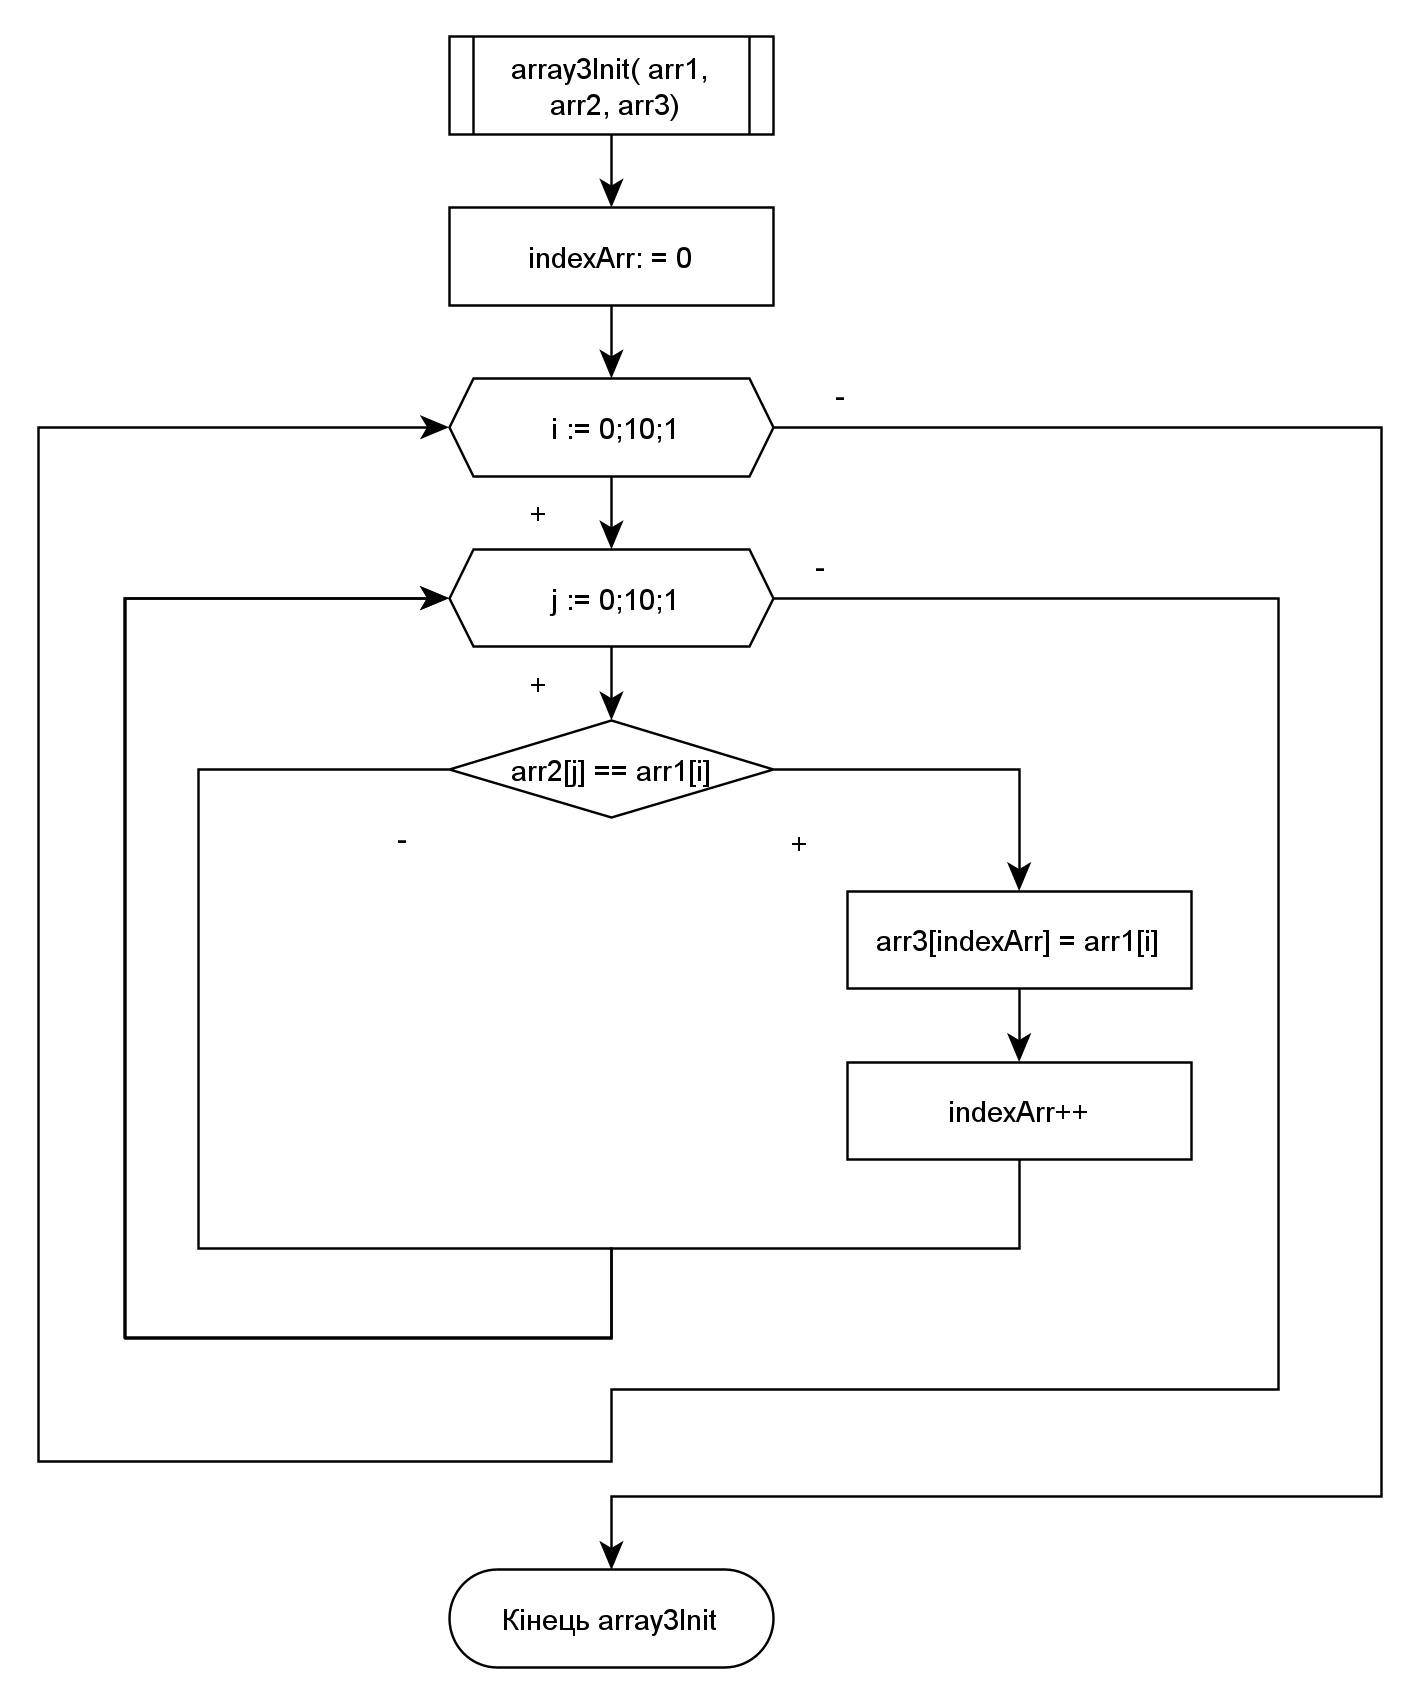 array3Init( arr1,
arr2, arr3)
indexArr: = 0
-
i := 0;10;1
+
-
j := 0;10;1
+
arr2[j] == arr1[i]
-
+
arr3[indexArr] = arr1[i]
indexArr++
Кінець array3Init